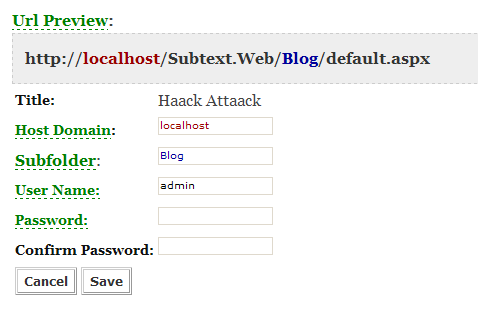 Url Preview:
http://localhost/Subtext.Web/Blog/default.aspx
Title: Haack Attaack
Host Domain: localhost
Subfolder: Blog
User Name: admin
Password:
Confirm Password:
Cancel Save